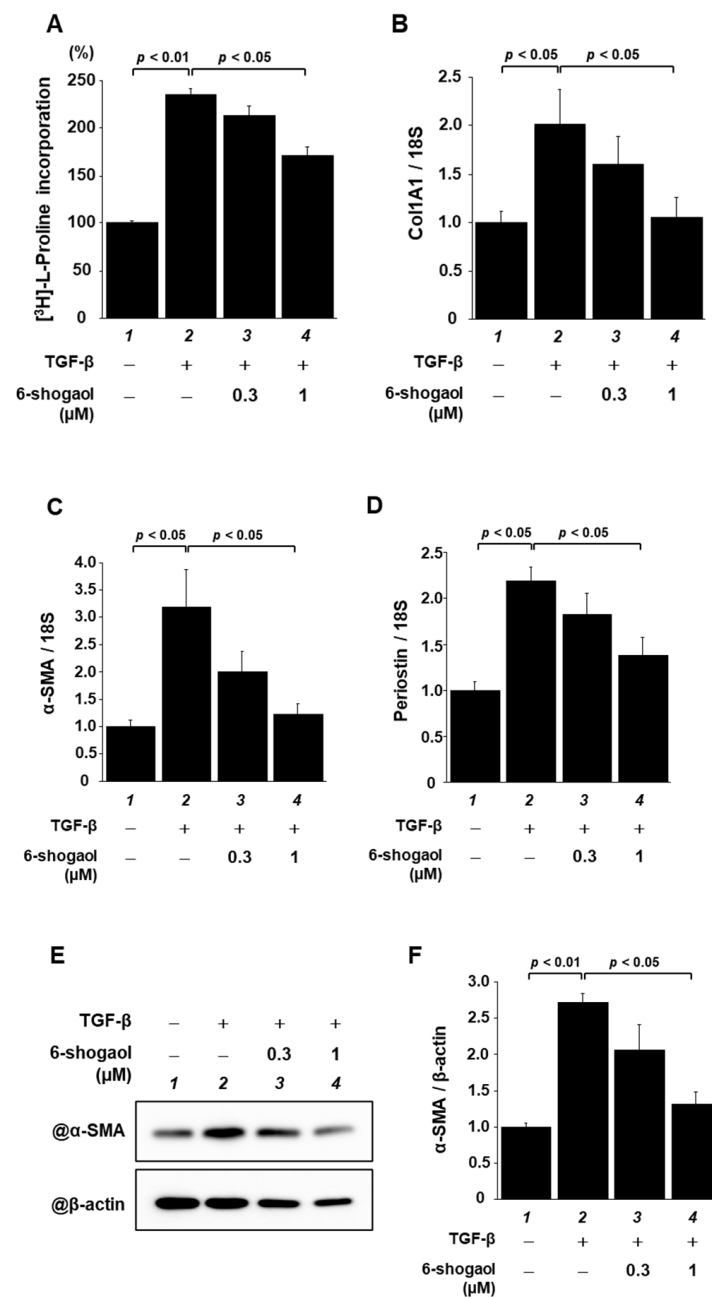 A
(%)
p < 0.01
p < 0.05
[³H]-L-Proline incorporation
250
200
150
100
50
0
1 2 3 4
TGF-β – + + +
6-shogaol – – 0.3 1
(μM)
B
p < 0.05
p < 0.05
Col1A1 / 18S
2.5
2.0
1.5
1.0
0.5
0
1 2 3 4
TGF-β – + + +
6-shogaol – – 0.3 1
(μM)
C
p < 0.05
p < 0.05
α-SMA / 18S
4.0
3.5
3.0
2.5
2.0
1.5
1.0
0.5
0
1 2 3 4
TGF-β – + + +
6-shogaol – – 0.3 1
(μM)
D
p < 0.05
p < 0.05
Periostin / 18S
2.5
2.0
1.5
1.0
0.5
0
1 2 3 4
TGF-β – + + +
6-shogaol – – 0.3 1
(μM)
E
TGF-β – + + +
6-shogaol – – 0.3 1
(μM)
1 2 3 4
@α-SMA
@β-actin
F
p < 0.01
p < 0.05
α-SMA / β-actin
3.0
2.5
2.0
1.5
1.0
0.5
0
1 2 3 4
TGF-β – + + +
6-shogaol – – 0.3 1
(μM)